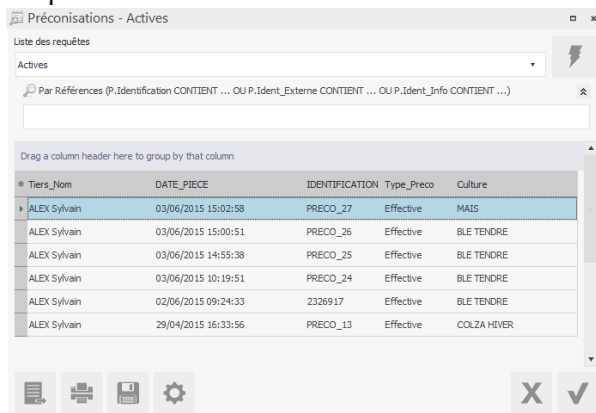 Préconisations - Actives
Liste des requêtes
Actives
Par Références (P.Identification CONTIENT ... OU P.Ident_Externe CONTIENT ... OU P.Ident_Info CONTIENT ...)
Drag a column header here to group by that column
Tiers_Nom DATE_PIECE IDENTIFICATION Type_Preco Culture
ALEX Sylvain 03/06/2015 15:02:58 PRECO_27 Effective MAIS
ALEX Sylvain 03/06/2015 15:00:51 PRECO_26 Effective BLE TENDRE
ALEX Sylvain 03/06/2015 14:55:38 PRECO_25 Effective BLE TENDRE
ALEX Sylvain 03/06/2015 10:19:51 PRECO_24 Effective BLE TENDRE
ALEX Sylvain 02/06/2015 09:24:33 2326917 Effective BLE TENDRE
ALEX Sylvain 29/04/2015 16:33:56 PRECO_13 Effective COLZA HIVER